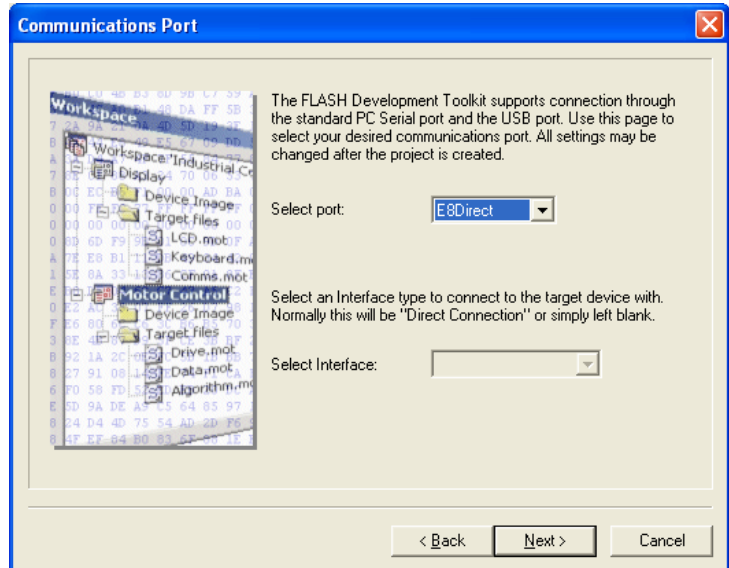 Communications Port
The FLASH Development Toolkit supports connection through
the standard PC Serial port and the USB port. Use this page to
select your desired communications port. All settings may be
changed after the project is created.
Select port:
E8Direct
Select an Interface type to connect to the target device with.
Normally this will be "Direct Connection" or simply left blank.
Select Interface:
Workspace
Workspace 'Industrial Co
Display
Device Image
Target files
LCD.mot
Keyboard.m
Comms.mot
Motor Control
Device Image
Target files
Drive.mot
Data.mot
Algorithm.mo
< Back
Next >
Cancel